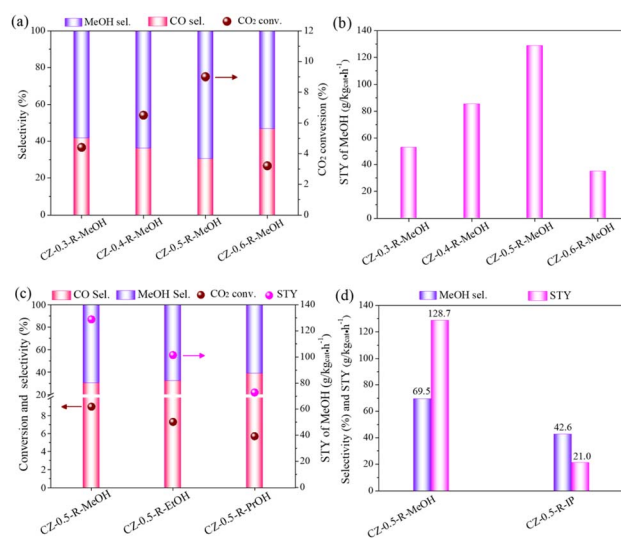 (a)
MeOH sel. CO sel. CO2 conv.
Selectivity (%)
100
80
60
40
20
0
12
10
8
6
4
2
0
CO2 conversion (%)
CZ-0.3-R-MeOH
CZ-0.4-R-MeOH
CZ-0.5-R-MeOH
CZ-0.6-R-MeOH
(b)
STY of MeOH (g/kgcat•h-1)
140
120
100
80
60
40
20
0
CZ-0.3-R-MeOH
CZ-0.4-R-MeOH
CZ-0.5-R-MeOH
CZ-0.6-R-MeOH
(c)
CO Sel. MeOH Sel. CO2 conv. STY
Conversion and selectivity (%)
100
80
60
40
20
8
6
4
2
0
140
120
100
80
60
40
20
0
STY of MeOH (g/kgcat•h-1)
CZ-0.5-R-MeOH
CZ-0.5-R-EtOH
CZ-0.5-R-PrOH
(d)
MeOH sel. STY
Selectivity (%) and STY (g/kgcat•h-1)
140
120
100
80
60
40
20
0
128.7
69.5
42.6
21.0
CZ-0.5-R-MeOH
CZ-0.5-R-IP